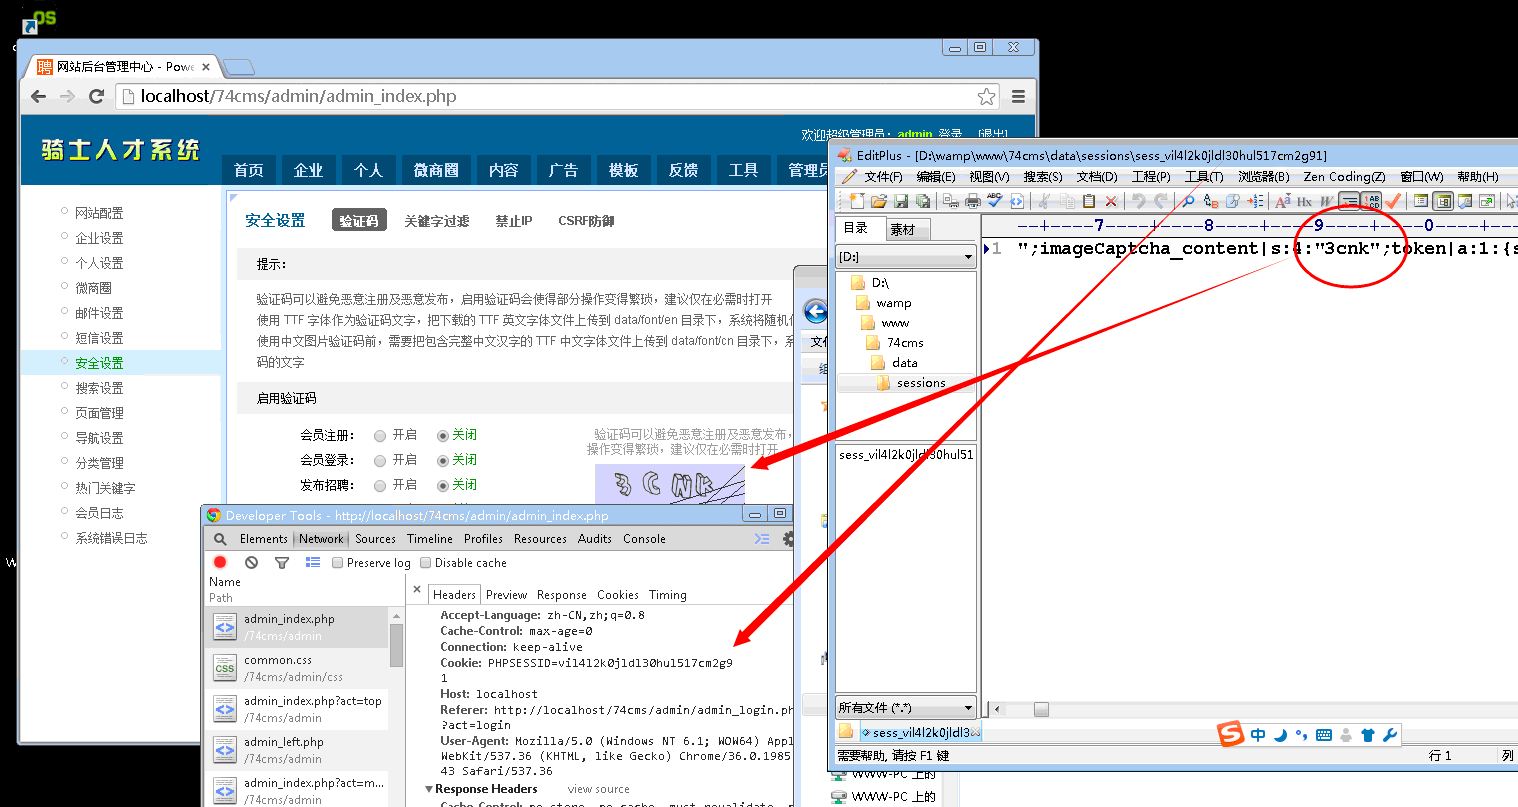 OS
网站后台管理中心 - Powe
localhost/74cms/admin/admin_index.php
骑士人才系统
欢迎超级管理员：admin 登录 [退出]
首页 企业 个人 微商圈 内容 广告 模板 反馈 工具 管理员
网站配置
企业设置
个人设置
微商圈
邮件设置
短信设置
安全设置
搜索设置
页面管理
导航设置
分类管理
热门关键字
会员日志
系统错误日志
安全设置 验证码 关键字过滤 禁止IP CSRF防御
提示：
验证码可以避免恶意注册及恶意发布，启用验证码会使得部分操作变得繁琐，建议仅在必需时打开
使用 TTF 字体作为验证码文字，把下载的 TTF 英文字体文件上传到 data/font/en 目录下，系统将随机
使用中文图片验证码前，需要把包含完整中文汉字的 TTF 中文字体文件上传到 data/font/cn 目录下，系
码的文字
启用验证码
会员注册： 开启 关闭
会员登录： 开启 关闭
发布招聘： 开启 关闭
验证码可以避免恶意注册及恶意发布，
操作变得繁琐，建议仅在必需时打开
3 C N K
Developer Tools - http://localhost/74cms/admin/admin_index.php
Elements Network Sources Timeline Profiles Resources Audits Console
Preserve log Disable cache
Name
Path
admin_index.php
/74cms/admin
common.css
/74cms/admin/css
admin_index.php?act=top
/74cms/admin
admin_left.php
/74cms/admin
admin_index.php?act=m...
/74cms/admin
Headers Preview Response Cookies Timing
Accept-Language: zh-CN,zh;q=0.8
Cache-Control: max-age=0
Connection: keep-alive
Cookie: PHPSESSID=vil4l2k0jldl30hul517cm2g9
1
Host: localhost
Referer: http://localhost/74cms/admin/admin_login.ph
?act=login
User-Agent: Mozilla/5.0 (Windows NT 6.1; WOW64) Appl
WebKit/537.36 (KHTML, like Gecko) Chrome/36.0.1985
43 Safari/537.36
Response Headers view source
Cache-Control: no-store, no-cache, must-revalidate, p
文
组
EditPlus - [D:\wamp\www\74cms\data\sessions\sess_vil4l2k0jldl30hul517cm2g91]
文件(F) 编辑(E) 视图(V) 搜索(S) 文档(D) 工程(P) 工具(T) 浏览器(B) Zen Coding(Z) 窗口(W) 帮助(H)
目录 素材
[D:]
D:\
wamp
www
74cms
data
sessions
sess_vil4l2k0jldl30hul51
所有文件 (*.*)
--+----7----+----8----+----9----+----0----+--
1 ";imageCaptcha_content|s:4:"3cnk";token|a:1:{s
sess_vil4l2k0jldl3
需要帮助, 请按 F1 键
行 1 列
中
WWW-PC 上的
WWW-PC 上的